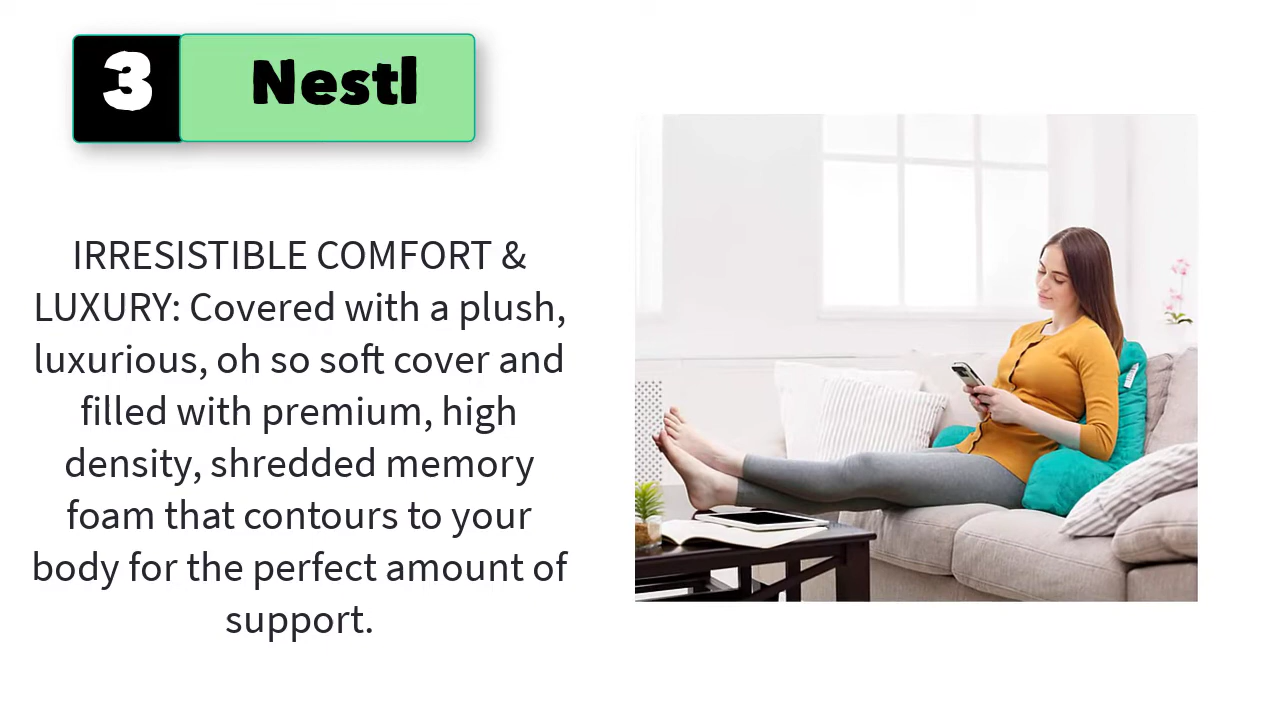 3
Nestl
IRRESISTIBLE COMFORT &
LUXURY: Covered with a plush,
luxurious, oh so soft cover and
filled with premium, high
density, shredded memory
foam that contours to your
body for the perfect amount of
support.